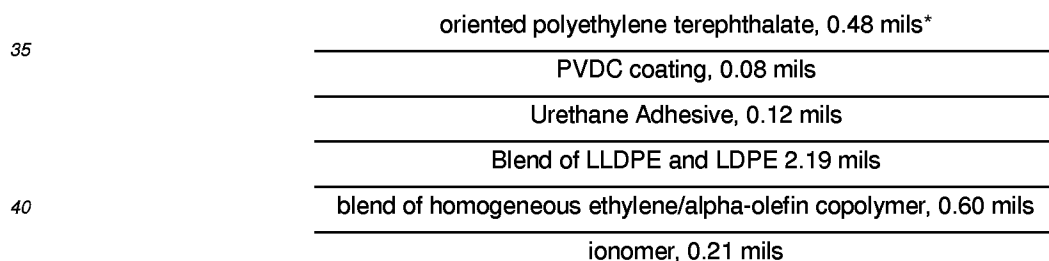 oriented polyethylene terephthalate, 0.48 mils*
35
PVDC coating, 0.08 mils
Urethane Adhesive, 0.12 mils
Blend of LLDPE and LDPE 2.19 mils
40
blend of homogeneous ethylene/alpha-olefin copolymer, 0.60 mils
ionomer, 0.21 mils